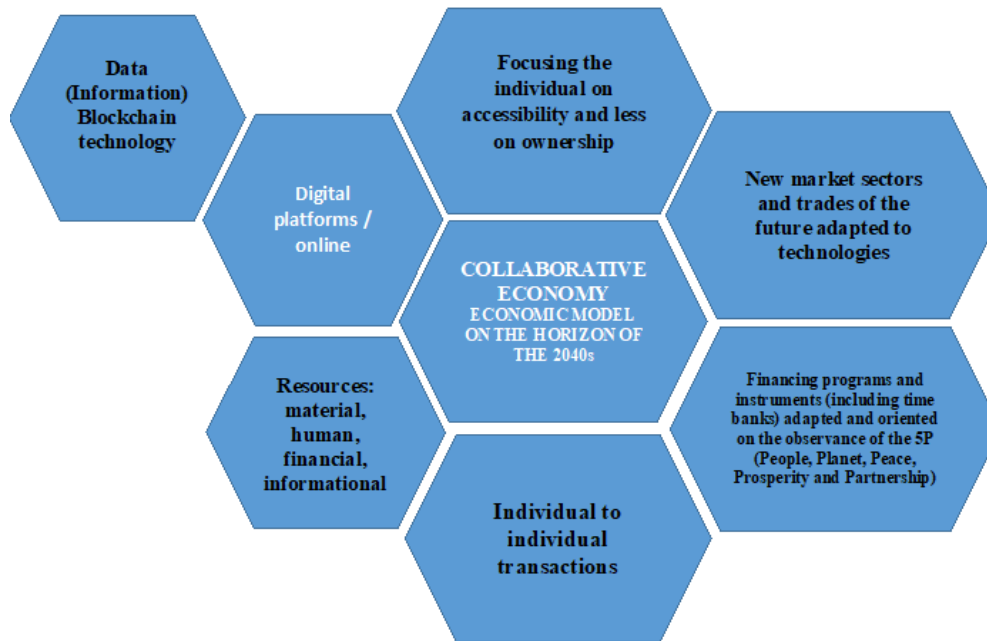 Data
(Information)
Blockchain
technology
Focusing the
individual on
accessibility and less
on ownership
Digital
platforms /
online
New market sectors
and trades of the
future adapted to
technologies
COLLABORATIVE
ECONOMY
ECONOMIC MODEL
ON THE HORIZON OF
THE 2040s
Resources:
material,
human,
financial,
informational
Financing programs and
instruments (including time
banks) adapted and oriented
on the observance of the 5P
(People, Planet, Peace,
Prosperity and Partnership)
Individual to
individual
transactions